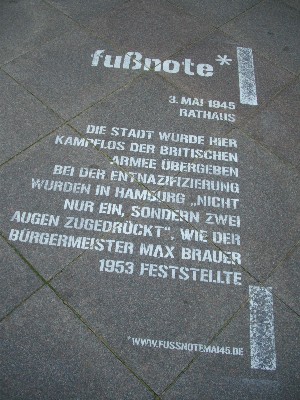 fußnote*
3. MAI 1945
RATHAUS
DIE STADT WURDE HIER
KAMPFLOS DER BRITISCHEN
ARMEE ÜBERGEBEN
BEI DER ENTNAZIFIZIERUNG
WURDEN IN HAMBURG „NICHT
NUR EIN, SONDERN ZWEI
AUGEN ZUGEDRÜCKT“, WIE DER
BÜRGERMEISTER MAX BRAUER
1953 FESTSTELLTE
*WWW.FUSSNOTEMAI45.DE